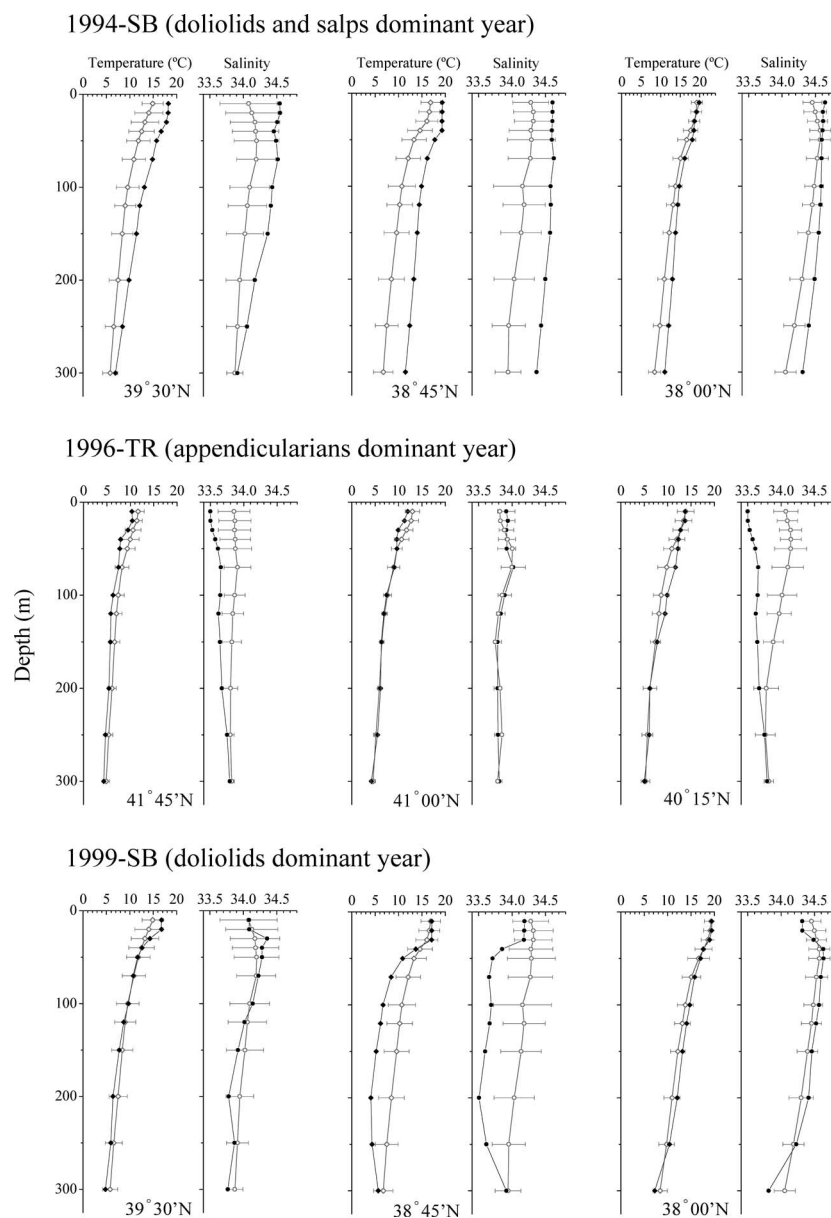 1994-SB (doliolids and salps dominant year)
Temperature (ºC) Salinity Temperature (ºC) Salinity Temperature (ºC) Salinity
0 5 10 15 20 33.5 34.0 34.5 0 5 10 15 20 33.5 34.0 34.5 0 5 10 15 20 33.5 34.0 34.5
0
100
200
300
39°30’N 38°45’N 38°00’N
1996-TR (appendicularians dominant year)
0 5 10 15 20 33.5 34.0 34.5 0 5 10 15 20 33.5 34.0 34.5 0 5 10 15 20 33.5 34.0 34.5
0
100
200
300
Depth (m)
41°45’N 41°00’N 40°15’N
1999-SB (doliolids dominant year)
0 5 10 15 20 33.5 34.0 34.5 0 5 10 15 20 33.5 34.0 34.5 0 5 10 15 20 33.5 34.0 34.5
0
100
200
300
39°30’N 38°45’N 38°00’N